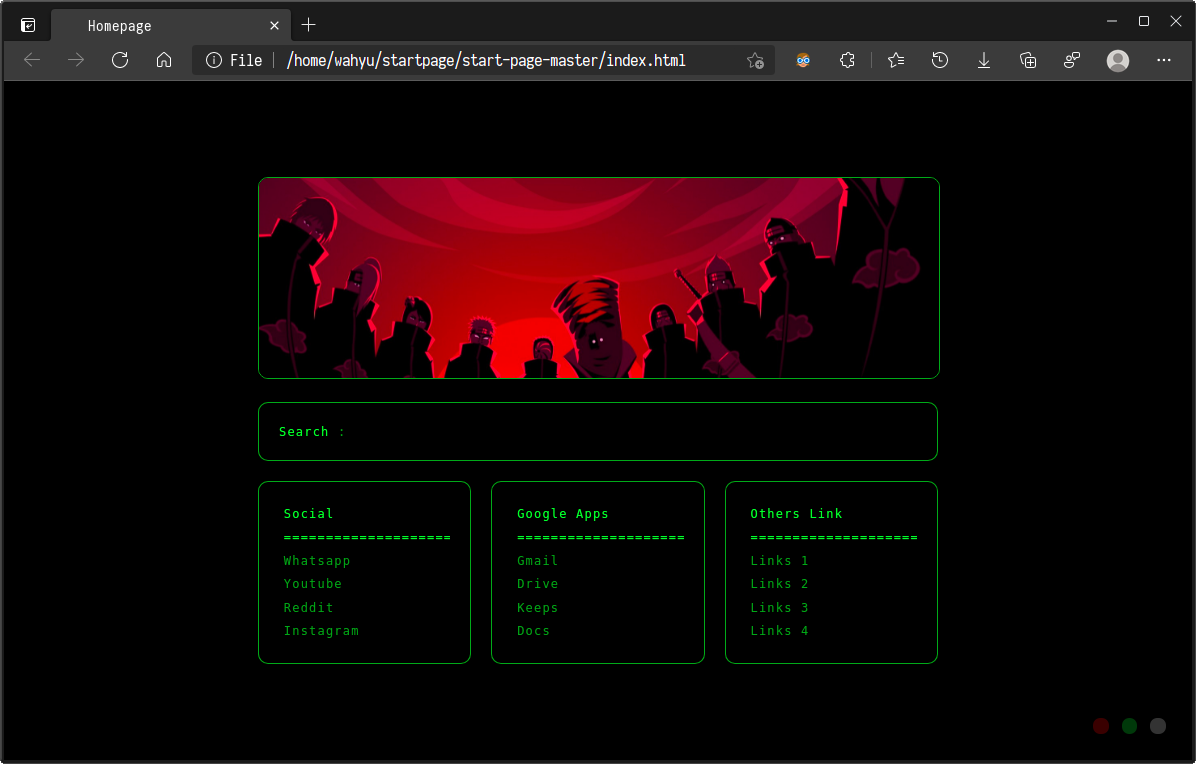 Homepage
File
/home/wahyu/startpage/start-page-master/index.html
Search :
Social
====================
Whatsapp
Youtube
Reddit
Instagram
Google Apps
====================
Gmail
Drive
Keeps
Docs
Others Link
====================
Links 1
Links 2
Links 3
Links 4